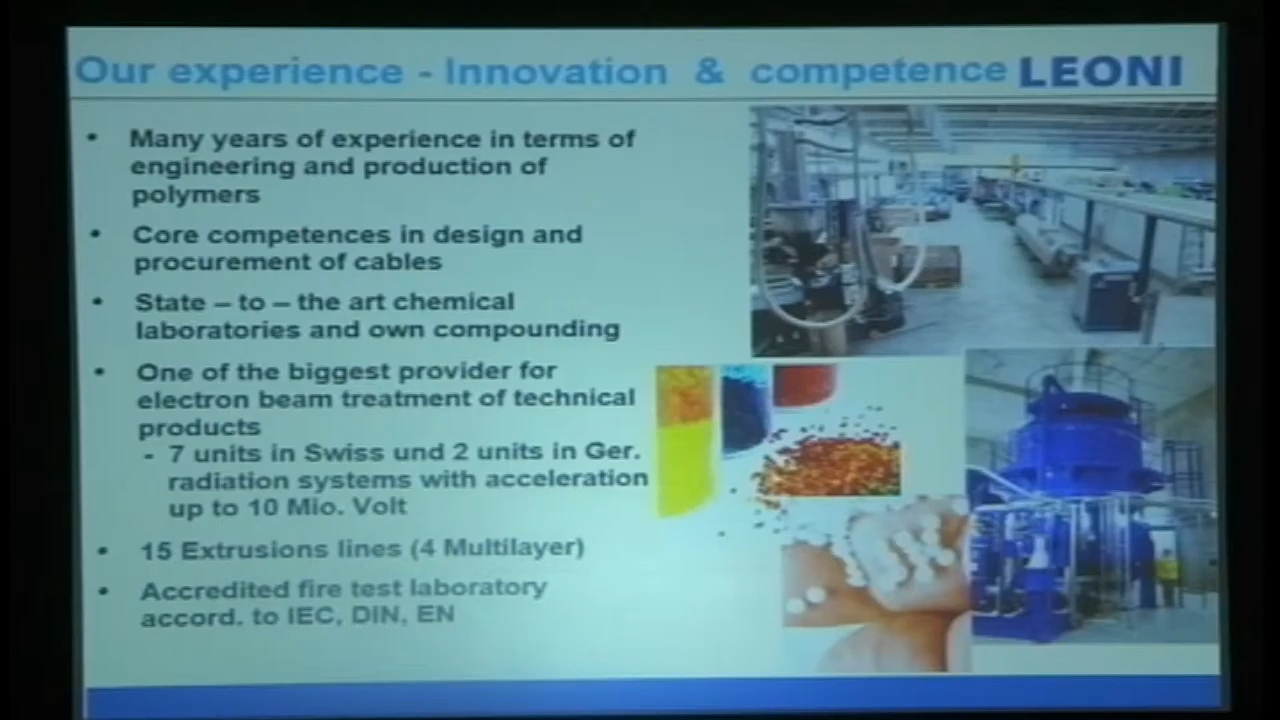 Our experience - Innovation & competence LEONI
• Many years of experience in terms of
engineering and production of
polymers
• Core competences in design and
procurement of cables
• State – to – the art chemical
laboratories and own compounding
• One of the biggest provider for
electron beam treatment of technical
products
- 7 units in Swiss und 2 units in Ger.
radiation systems with acceleration
up to 10 Mio. Volt
• 15 Extrusions lines (4 Multilayer)
• Accredited fire test laboratory
accord. to IEC, DIN, EN